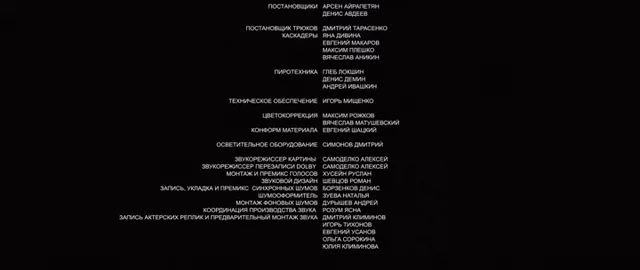 ПОСТАНОВЩИКИ АРСЕН АЙРАПЕТЯН
ДЕНИС АВДЕЕВ
ПОСТАНОВЩИК ТРЮКОВ ДМИТРИЙ ТАРАСЕНКО
КАСКАДЕРЫ ЯНА ДИВИНА
ЕВГЕНИЙ МАКАРОВ
МАКСИМ ПЛЕШКО
ВЯЧЕСЛАВ АНИКИН
ПИРОТЕХНИКА ГЛЕБ ЛОКШИН
ДЕНИС ДЕМИН
АНДРЕЙ ИВАШКИН
ТЕХНИЧЕСКОЕ ОБЕСПЕЧЕНИЕ ИГОРЬ МИЩЕНКО
ЦВЕТОКОРРЕКЦИЯ МАКСИМ РОЖКОВ
ВЯЧЕСЛАВ МАТУШЕВСКИЙ
КОНФОРМ МАТЕРИАЛА ЕВГЕНИЙ ШАЦКИЙ
ОСВЕТИТЕЛЬНОЕ ОБОРУДОВАНИЕ СИМОНОВ ДМИТРИЙ
ЗВУКОРЕЖИССЕР КАРТИНЫ САМОДЕЛКО АЛЕКСЕЙ
ЗВУКОРЕЖИССЕР ПЕРЕЗАПИСИ DOLBY САМОДЕЛКО АЛЕКСЕЙ
МОНТАЖ И ПРЕМИКС ГОЛОСОВ ХУСЕЙН РУСЛАН
ЗВУКОВОЙ ДИЗАЙН ШЕВЦОВ РОМАН
ЗАПИСЬ, УКЛАДКА И ПРЕМИКС СИНХРОННЫХ ШУМОВ БОРЗЕНКОВ ДЕНИС
ШУМООФОРМИТЕЛЬ ЗУЕВА НАТАЛЬЯ
МОНТАЖ ФОНОВЫХ ШУМОВ ДУРЫШЕВ АНДРЕЙ
КООРДИНАЦИЯ ПРОИЗВОДСТВА ЗВУКА РОЗУМ ЯСНА
ЗАПИСЬ АКТЕРСКИХ РЕПЛИК И ПРЕДВАРИТЕЛЬНЫЙ МОНТАЖ ЗВУКА ДМИТРИЙ КЛИМИНОВ
ИГОРЬ ТИХОНОВ
ЕВГЕНИЙ УСАНОВ
ОЛЬГА СОРОКИНА
ЮЛИЯ КЛИМИНОВА